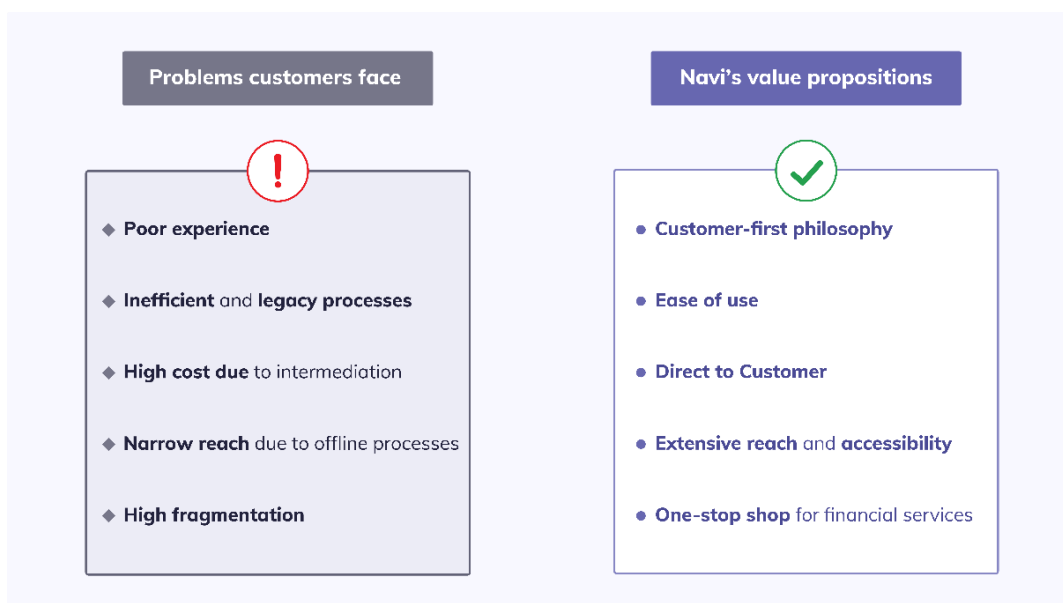 Problems customers face
Poor experience
Inefficient and legacy processes
High cost due to intermediation
Narrow reach due to offline processes
High fragmentation
Navi’s value propositions
Customer-first philosophy
Ease of use
Direct to Customer
Extensive reach and accessibility
One-stop shop for financial services